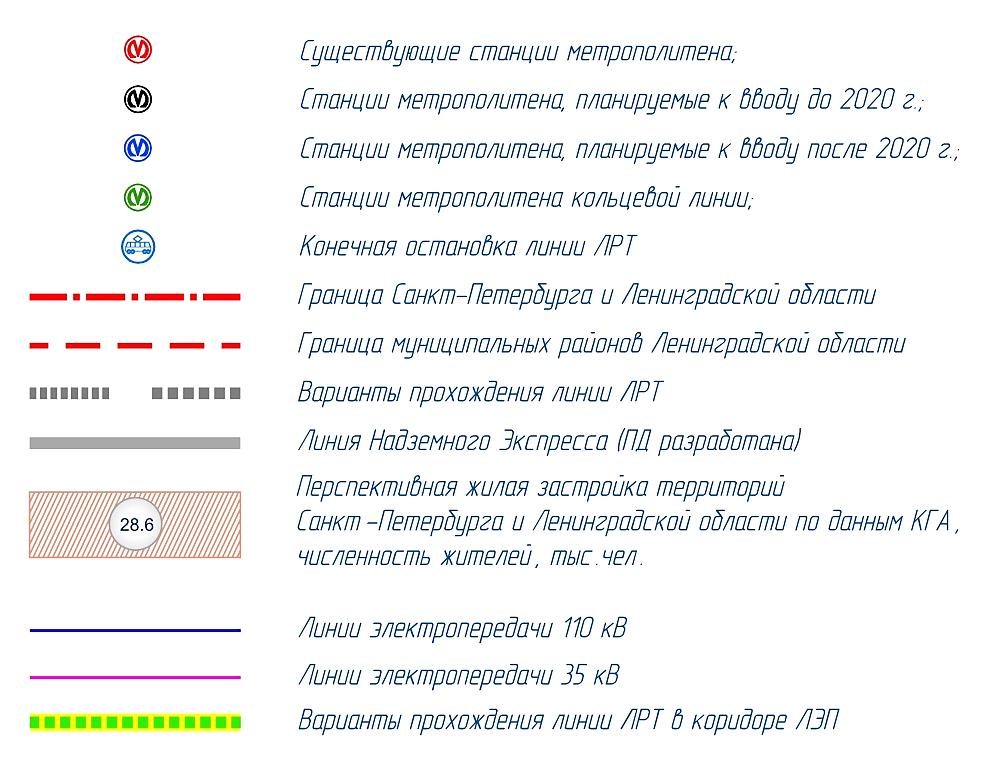 Существующие станции метрополитена;
Станции метрополитена, планируемые к вводу до 2020 г.;
Станции метрополитена, планируемые к вводу после 2020 г.;
Станции метрополитена кольцевой линии;
Конечная остановка линии ЛРТ
Граница Санкт-Петербурга и Ленинградской области
Граница муниципальных районов Ленинградской области
Варианты прохождения линии ЛРТ
Линия Надземного Экспресса (ПД разработана)
Перспективная жилая застройка территорий
28.6 Санкт-Петербурга и Ленинградской области по данным КГА,
численность жителей, тыс.чел.
Линии электропередачи 110 кВ
Линии электропередачи 35 кВ
Варианты прохождения линии ЛРТ в коридоре ЛЭП